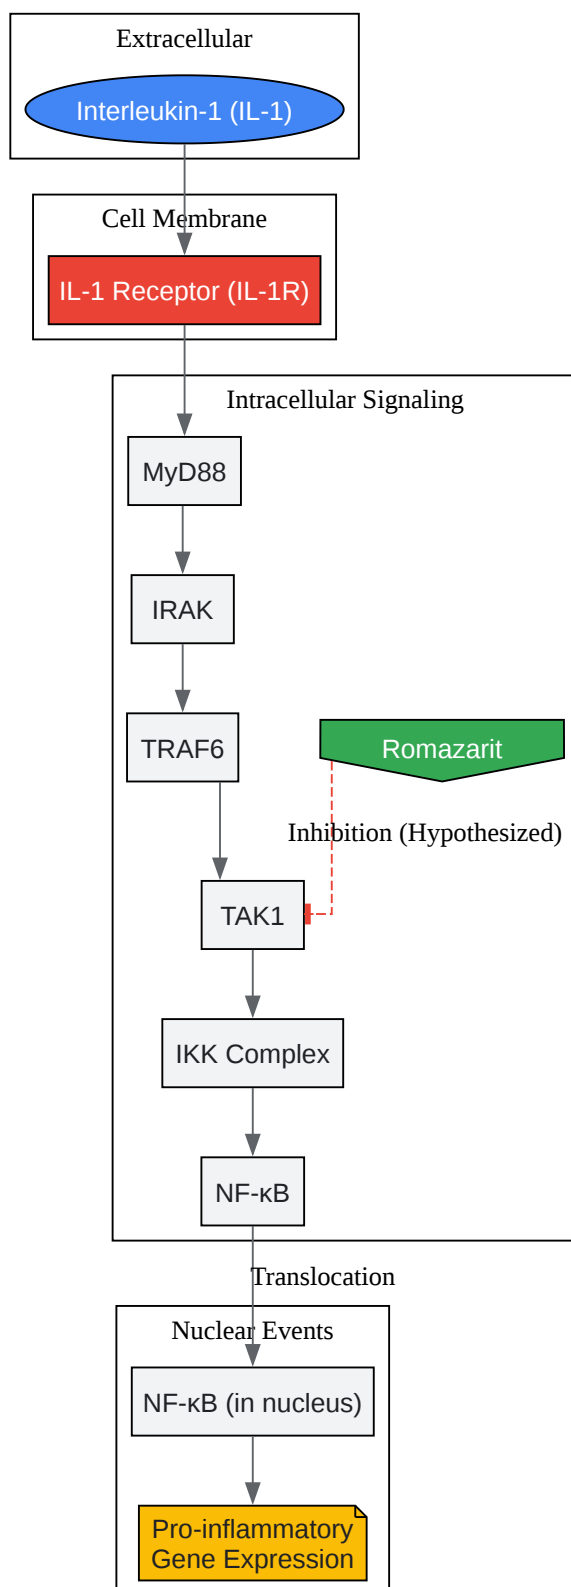 Extracellular
Interleukin-1 (IL-1)
Cell Membrane
IL-1 Receptor (IL-1R)
Intracellular Signaling
MyD88
IRAK
TRAF6
Romazarit
Inhibition (Hypothesized)
TAK1
IKK Complex
NF-κB
Translocation
Nuclear Events
NF-κB (in nucleus)
Pro-inflammatory
Gene Expression